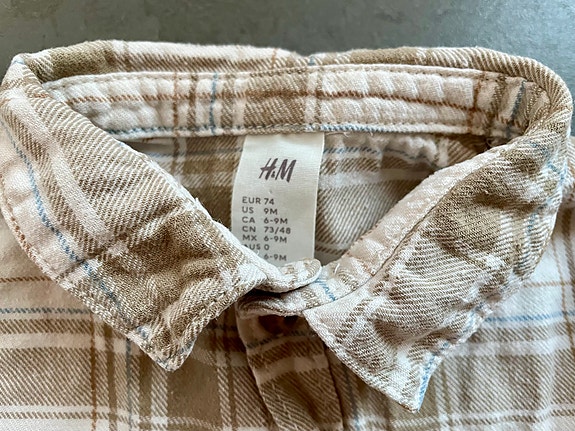 H&M
EUR 74
US 9M
CA 6-9M
CN 73/48
MX 6-9M
AUS 0
6-9M